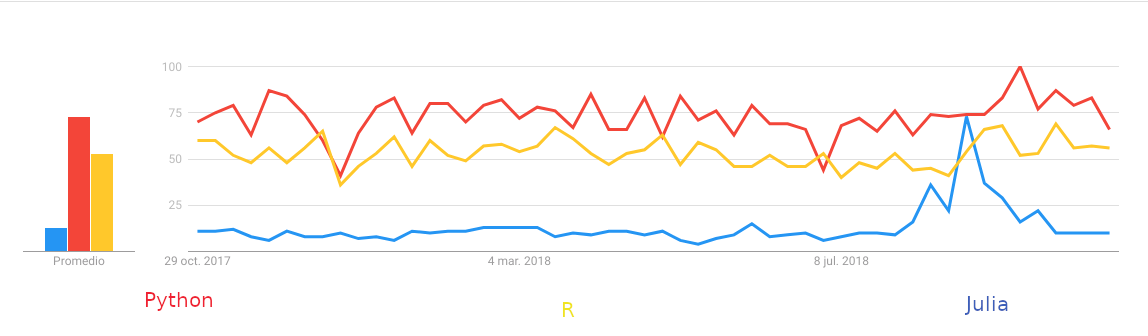 100
75
50
25
Promedio
29 oct. 2017
4 mar. 2018
8 jul. 2018
Python
R
Julia